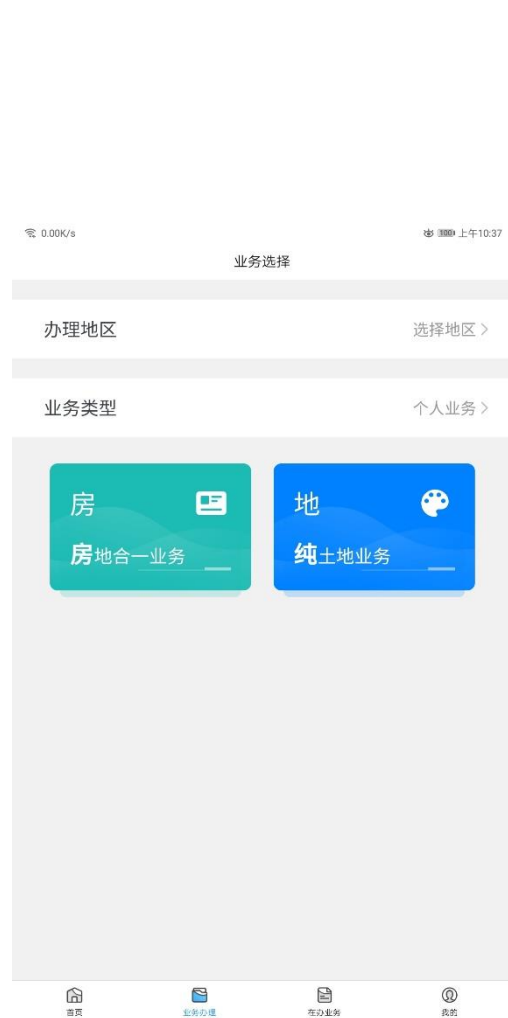 0.00K/s 100 上午10:37
业务选择
办理地区 选择地区
业务类型 个人业务
房 地
房地合一业务 纯土地业务
首页 业务办理 在办业务 我的